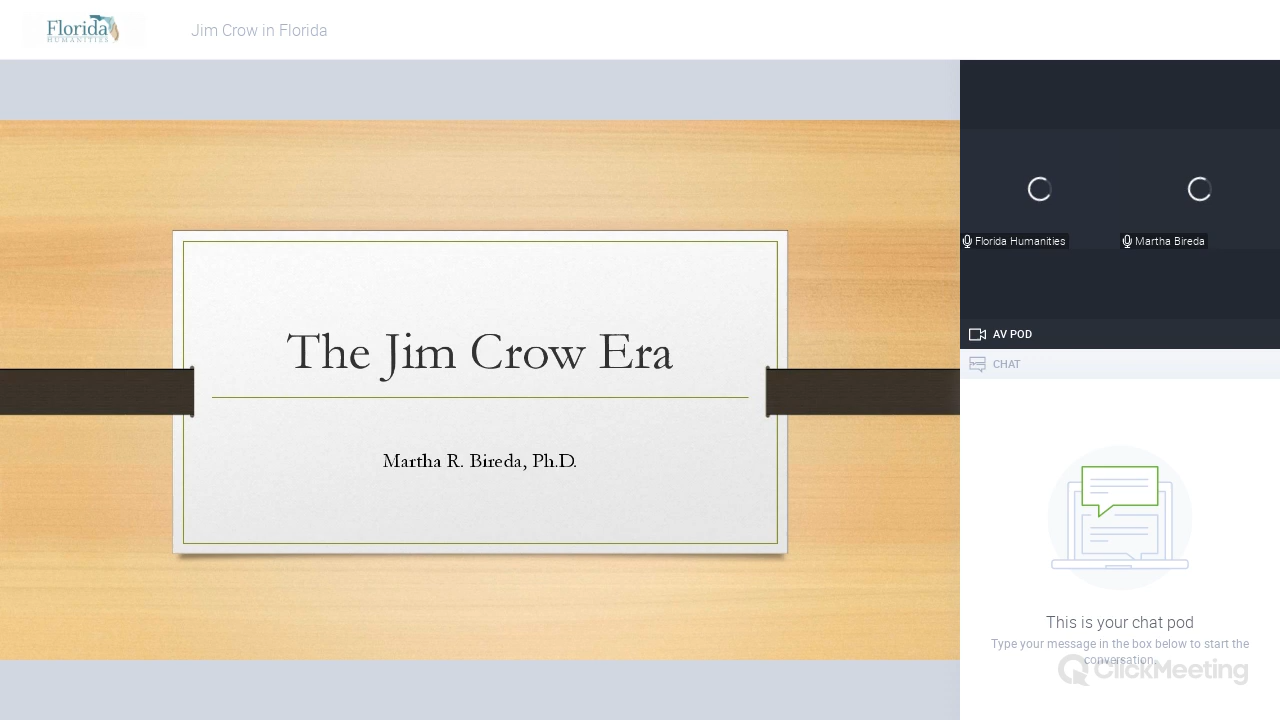 Florida
HUMANITIES
Jim Crow in Florida
The Jim Crow Era
Martha R. Bireda, Ph.D.
Florida Humanities
Martha Bireda
AV POD
CHAT
This is your chat pod
Type your message in the box below to start the
conversation.
ClickMeeting